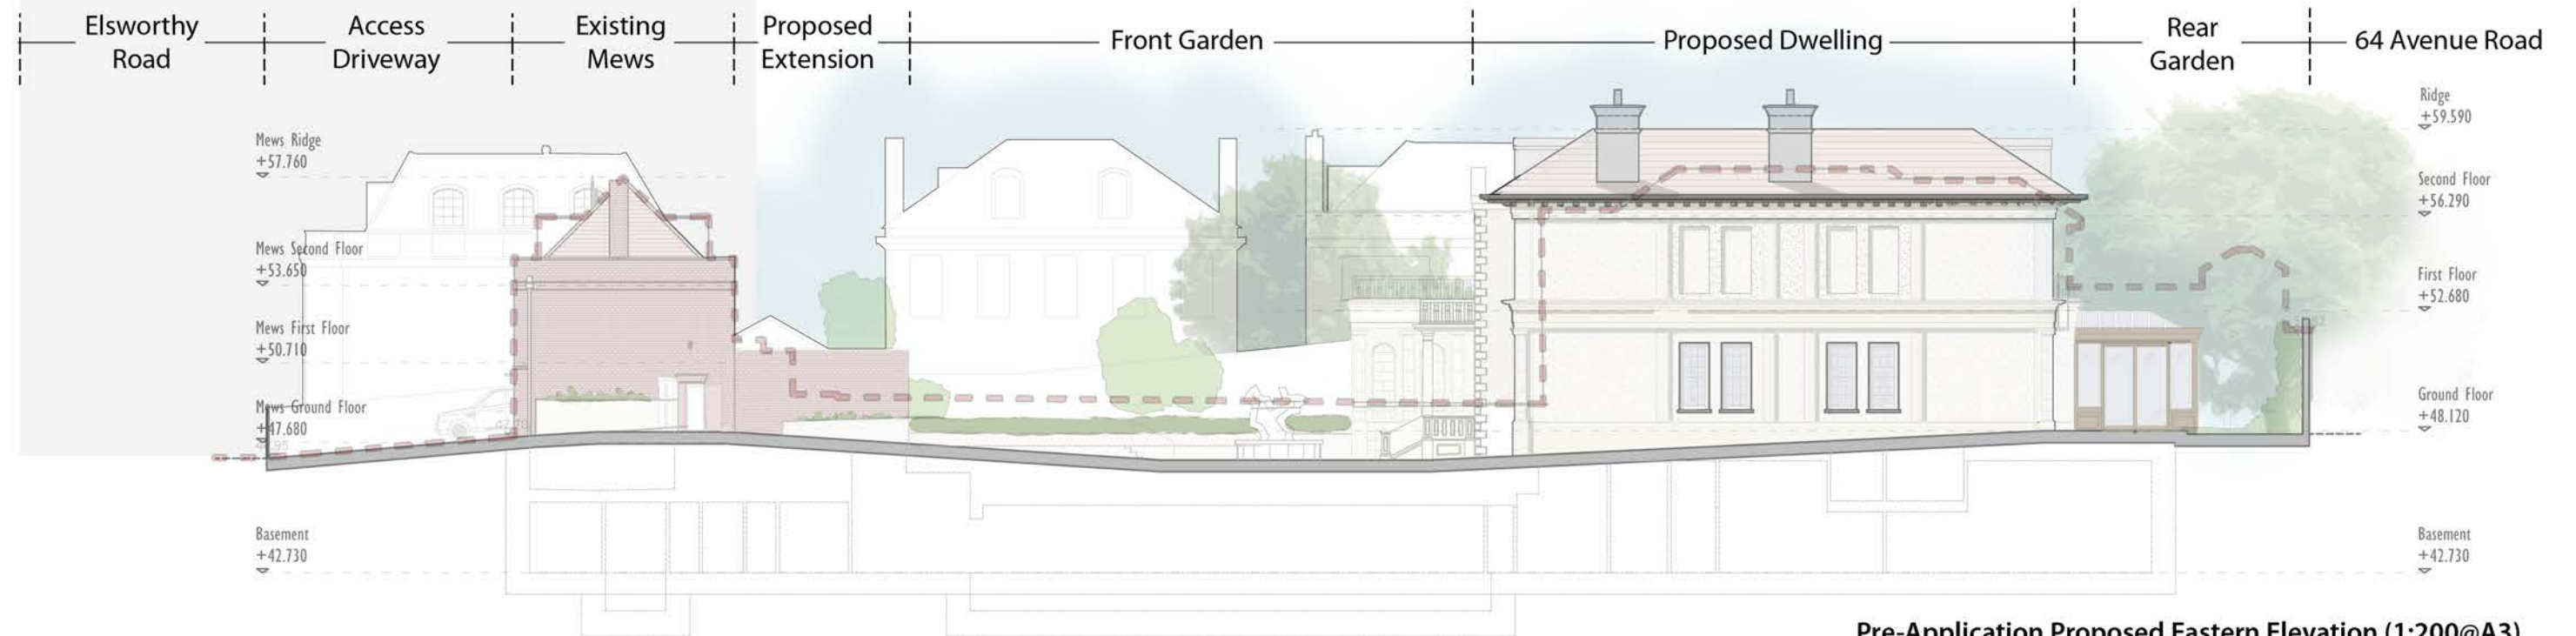 Elsworthy
Road
Access
Driveway
Existing
Mews
Proposed
Extension
Front Garden
Proposed Dwelling
Rear
Garden
64 Avenue Road
Mews Ridge
+57.760
Mews Second Floor
+53.650
Mews First Floor
+50.710
Mews Ground Floor
+47.680
Basement
+42.730
Ridge
+59.590
Second Floor
+56.290
First Floor
+52.680
Ground Floor
+48.120
Basement
+42.730
Pre-Application Proposed Eastern Elevation (1:200@A3)